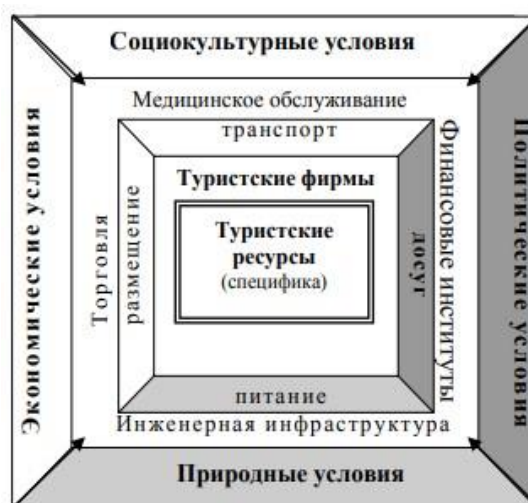 Социокультурные условия
Медицинское обслуживание
транспорт
Экономические условия
Торговля
размещение
Туристские фирмы
Туристские
ресурсы
(специфика)
досуг
Финансовые институты
Политические условия
питание
Инженерная инфраструктура
Природные условия